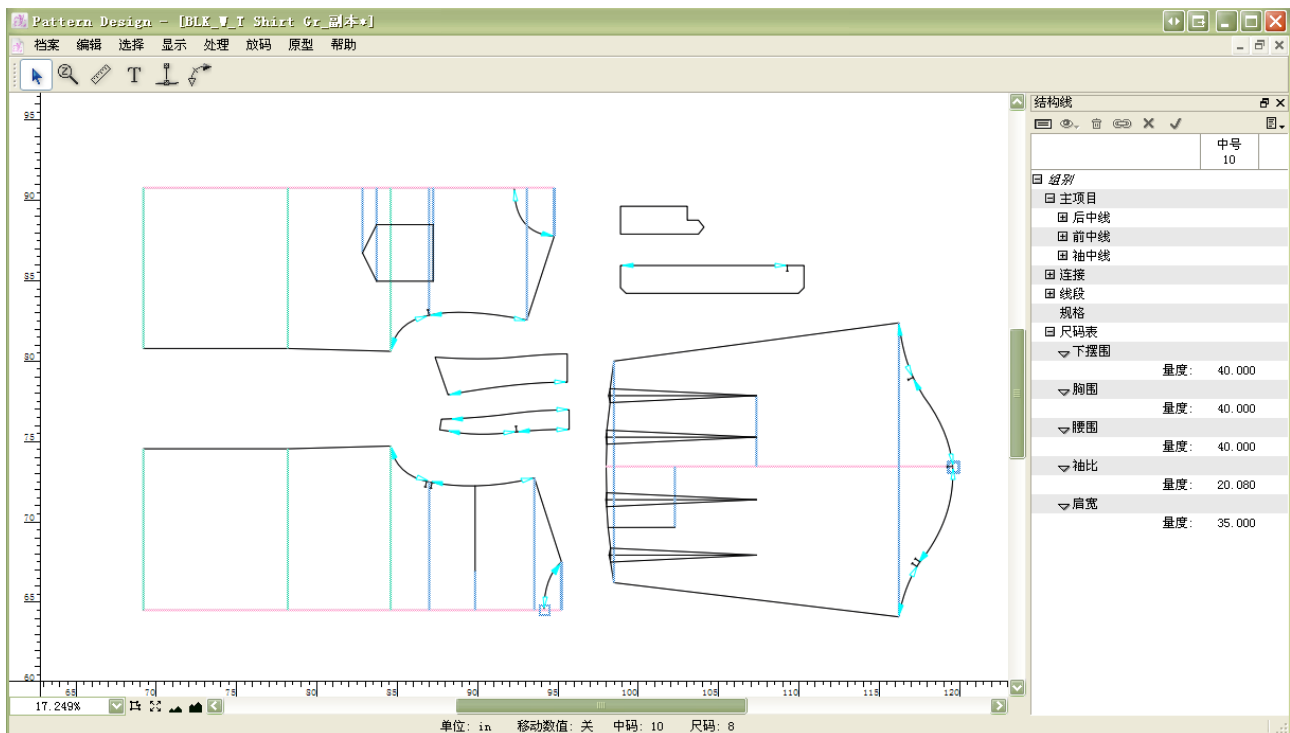 Pattern Design - [BLK_W_T Shirt Gr_副本*]
档案 编辑 选择 显示 处理 放码 原型 帮助
Z T
结构线
中号
10
组别
主项目
后中线
前中线
袖中线
连接
线段
规格
尺码表
下摆围
量度: 40.000
胸围
量度: 40.000
腰围
量度: 40.000
袖比
量度: 20.080
肩宽
量度: 35.000
95
90
85
80
75
70
65
60
65 70 75 80 85 90 95 100 105 110 115 120
17.249%
单位: in 移动数值: 关 中码: 10 尺码: 8